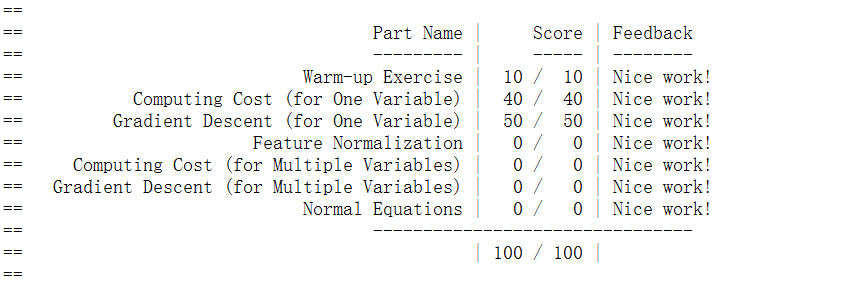 ==
== Part Name | Score | Feedback
== --------- | ----- | --------
== Warm-up Exercise | 10 / 10 | Nice work!
== Computing Cost (for One Variable) | 40 / 40 | Nice work!
== Gradient Descent (for One Variable) | 50 / 50 | Nice work!
== Feature Normalization | 0 / 0 | Nice work!
== Computing Cost (for Multiple Variables) | 0 / 0 | Nice work!
== Gradient Descent (for Multiple Variables) | 0 / 0 | Nice work!
== Normal Equations | 0 / 0 | Nice work!
== --------------------------------
== | 100 / 100 |
==